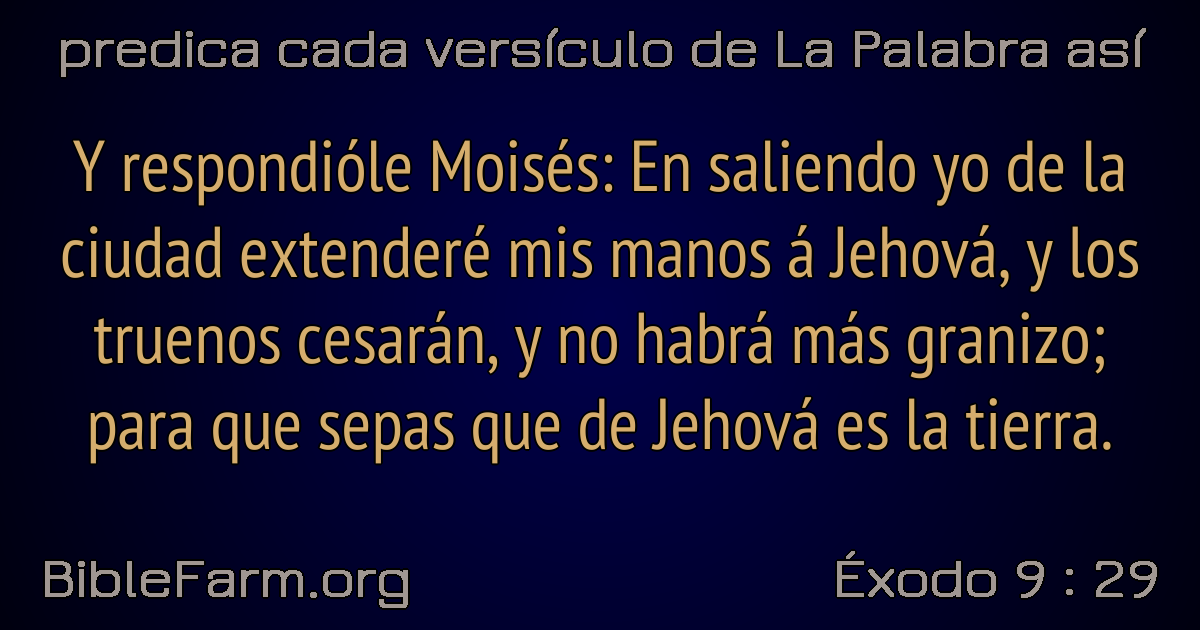 predica cada versículo de La Palabra así
Y respondióle Moisés: En saliendo yo de la
ciudad extenderé mis manos á Jehová, y los
truenos cesarán, y no habrá más granizo;
para que sepas que de Jehová es la tierra.
BibleFarm.org
Éxodo 9 : 29